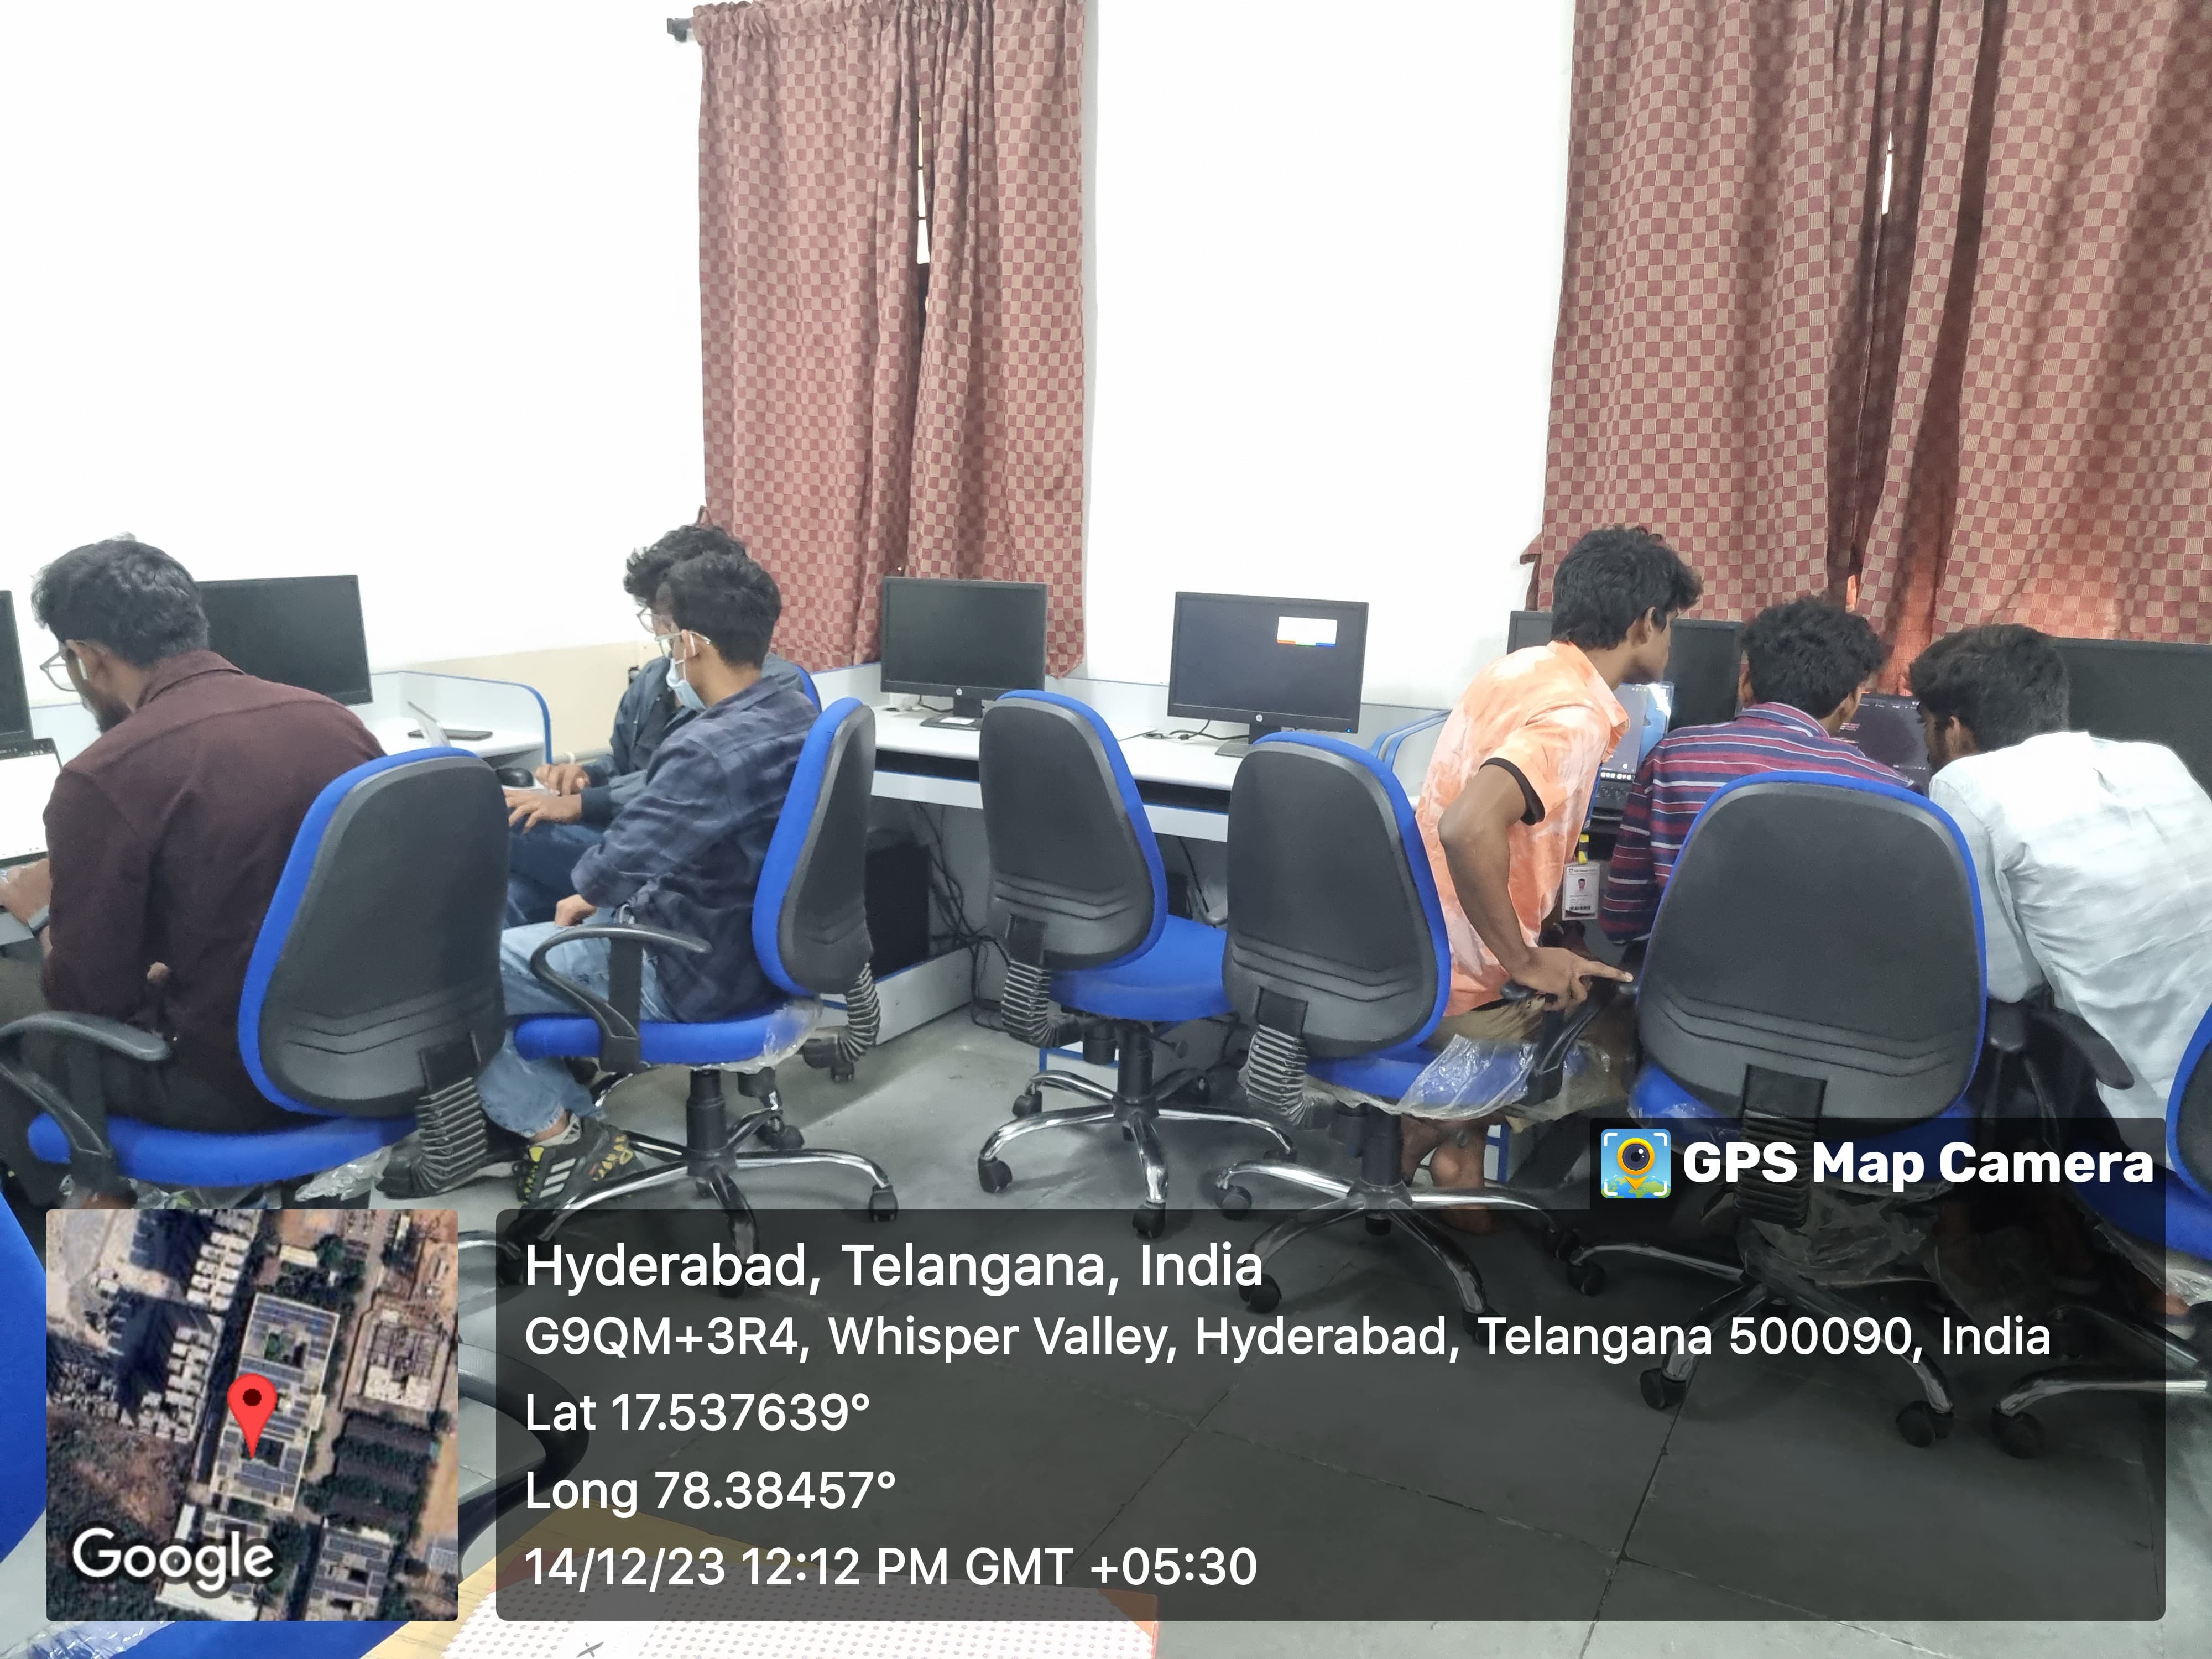 GPS Map Camera
Hyderabad, Telangana, India
G9QM+3R4, Whisper Valley, Hyderabad, Telangana 500090, India
Lat 17.537639°
Long 78.38457°
14/12/23 12:12 PM GMT +05:30
Google